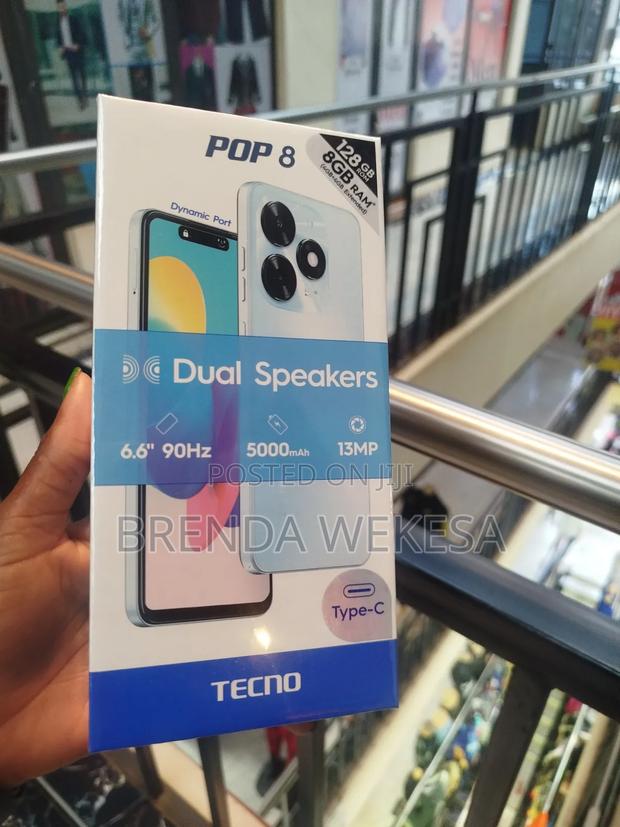 POP 8
128GB
ROM
8GB RAM*
(4GB+4GB Extended)
Dynamic Port
Dual Speakers
6.6" 90Hz
5000mAh
13MP
POSTED ON JIJI
BRENDA WEKESA
Type-C
TECNO